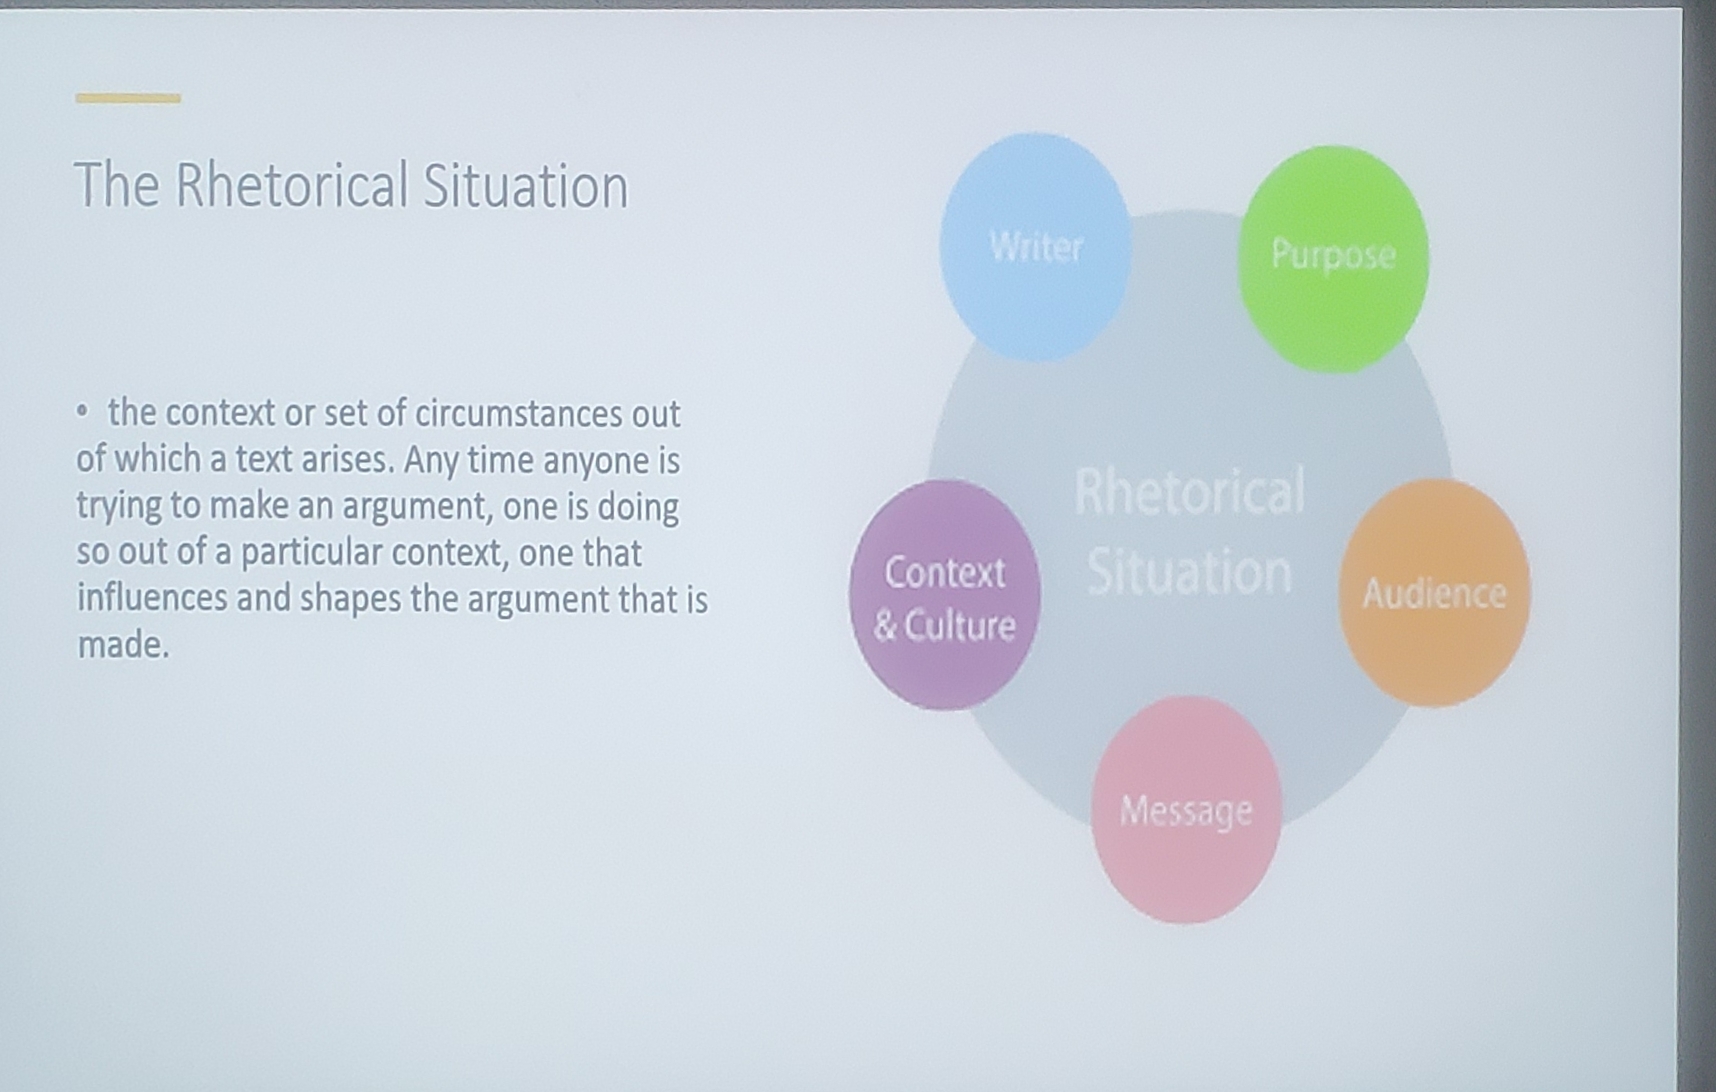 The Rhetorical Situation
• the context or set of circumstances out
of which a text arises. Any time anyone is
trying to make an argument, one is doing
so out of a particular context, one that
influences and shapes the argument that is
made.
Writer
Purpose
Rhetorical
Situation
Context
& Culture
Audience
Message